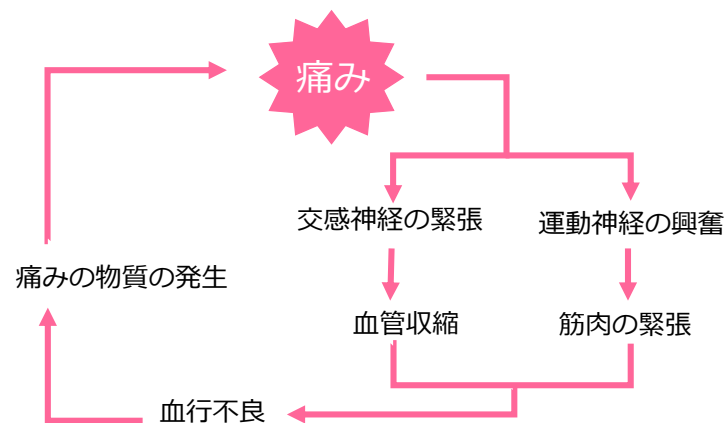 痛み
交感神経の緊張
運動神経の興奮
痛みの物質の発生
血管収縮
筋肉の緊張
血行不良